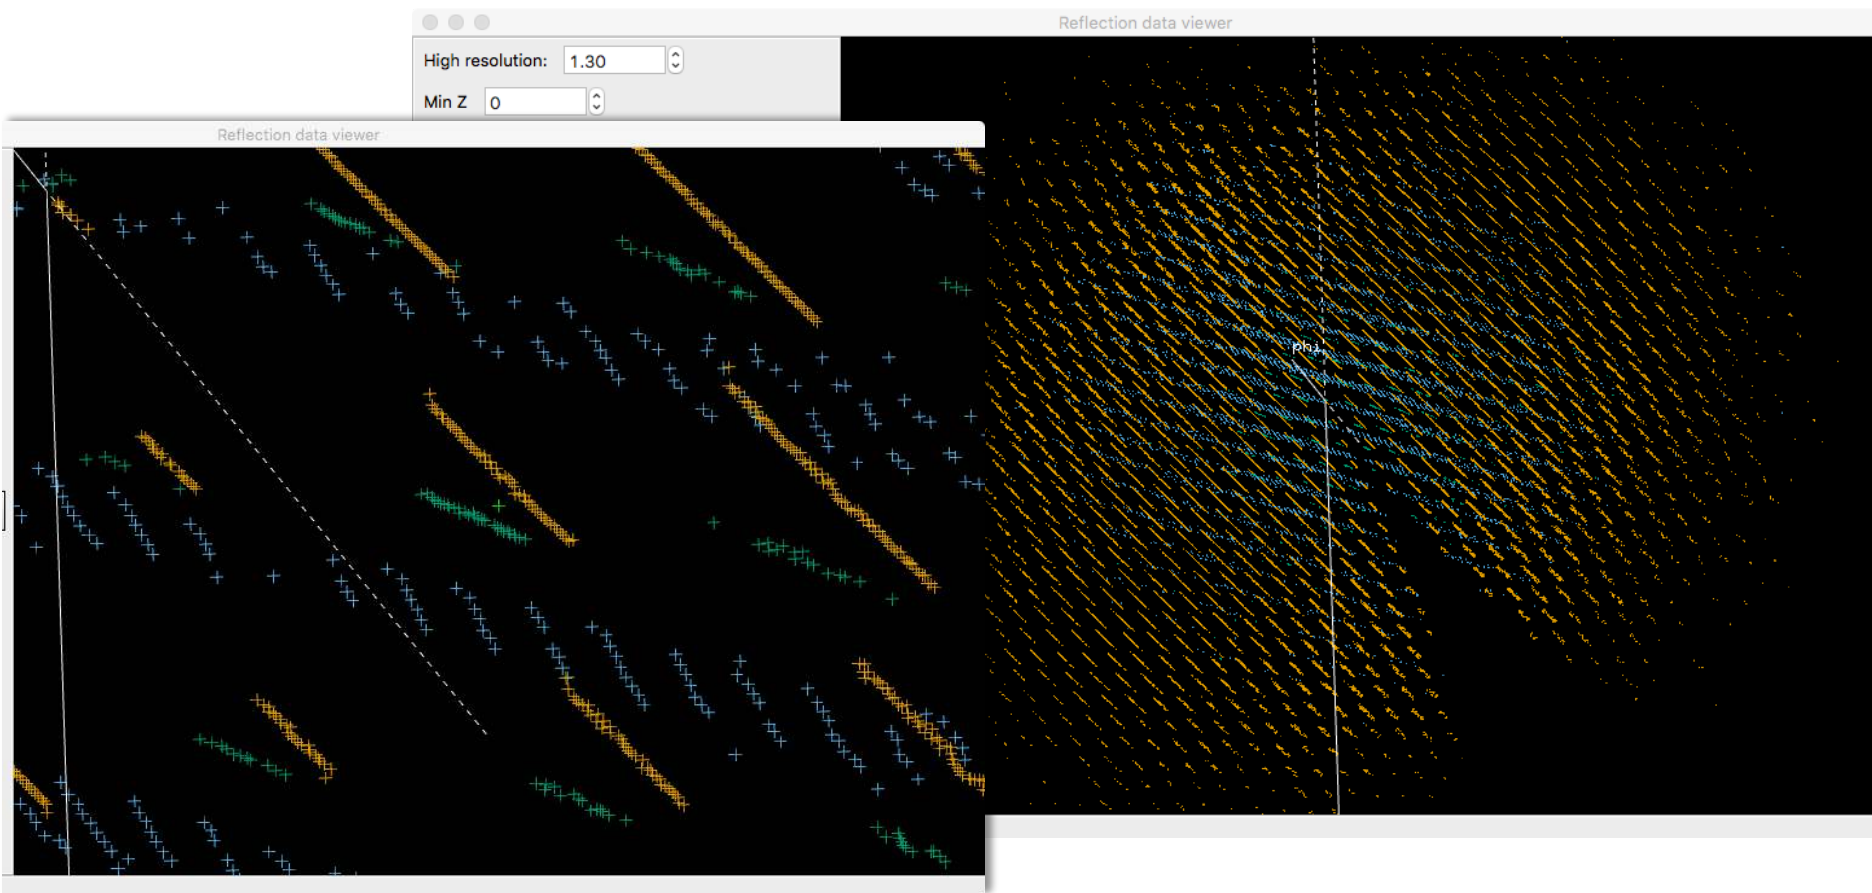 Reflection data viewer
High resolution: 1.30
Min Z 0
Reflection data viewer
phi